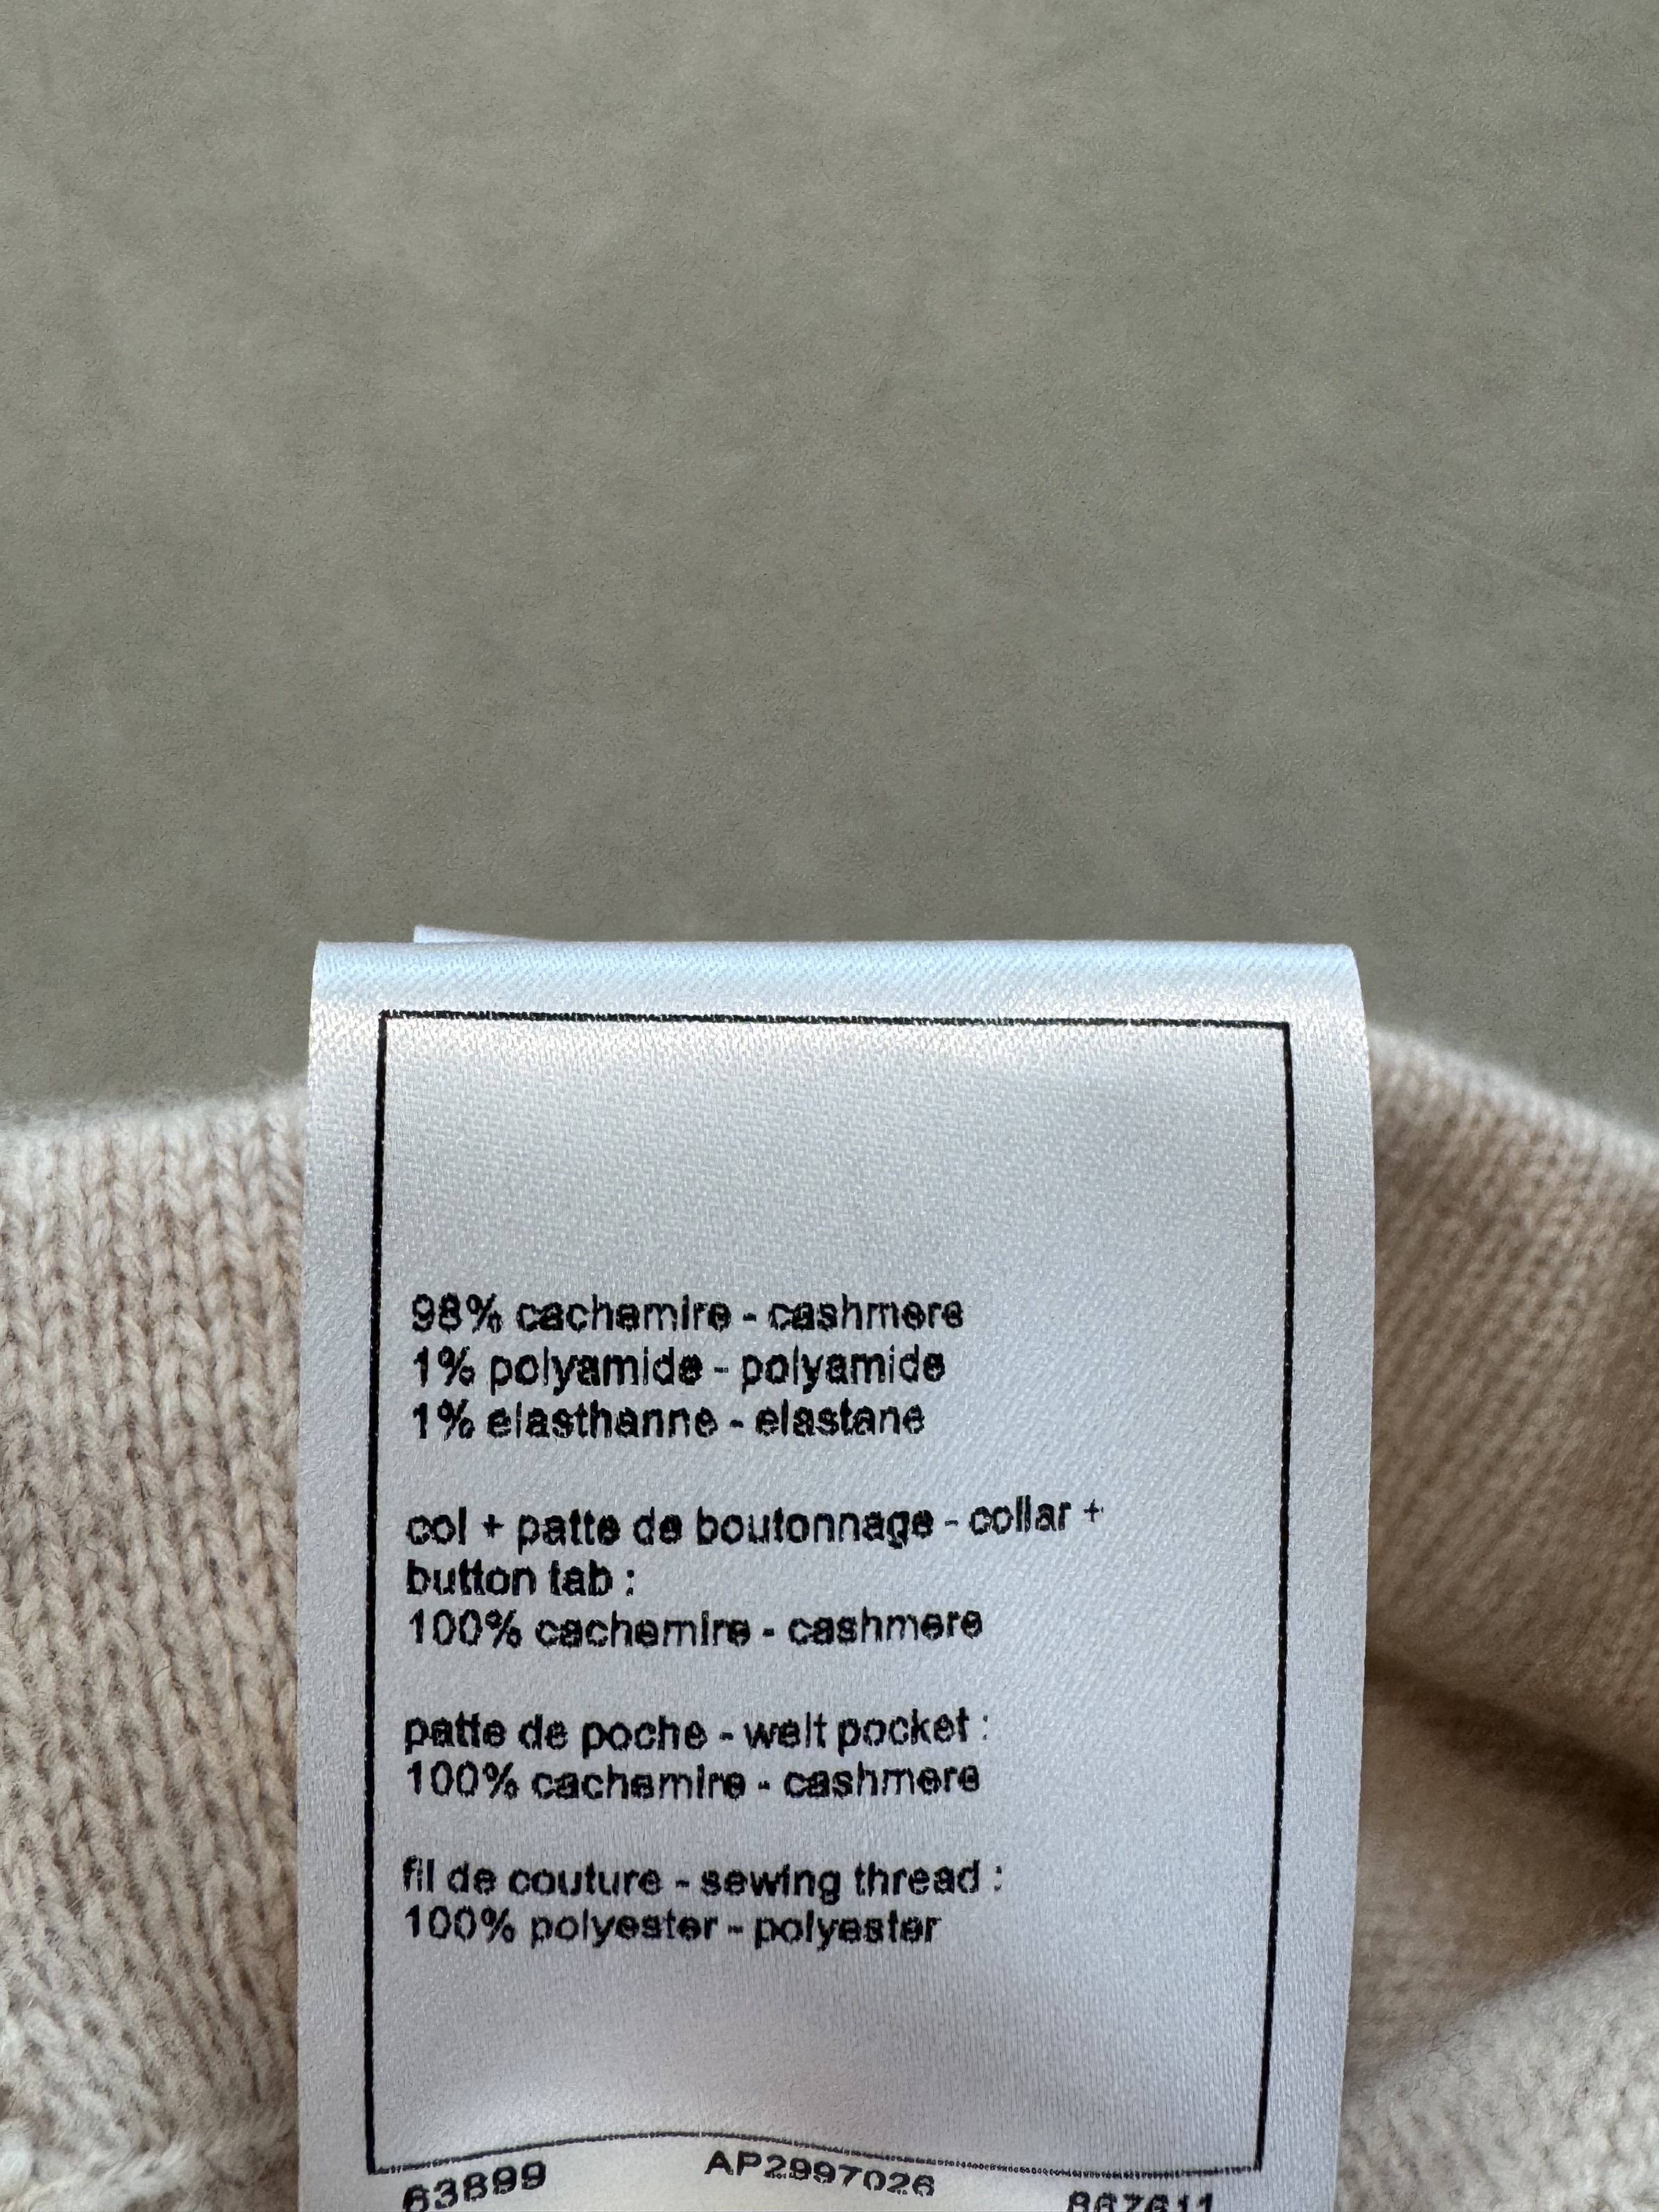 98% cachemire - cashmere
1% polyamide - polyamide
1% elasthanne - elastane
col + patte de boutonnage - collar +
button tab :
100% cachemire - cashmere
patte de poche - welt pocket :
100% cachemire - cashmere
fil de couture - sewing thread :
100% polyester - polyester
63899 AP2997026